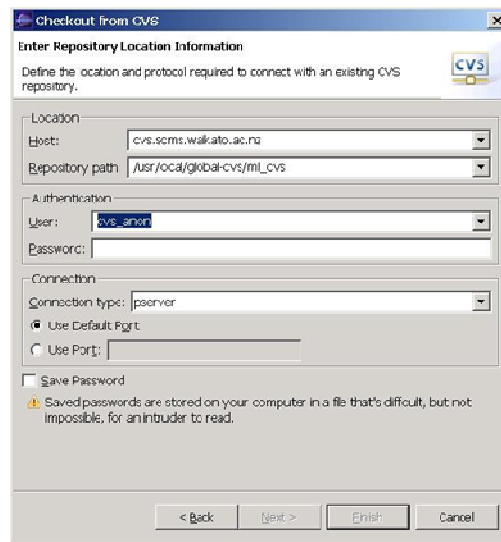 Checkout from CVS
Enter Repository Location Information
Define the location and protocol required to connect with an existing CVS
repository.
CVS
Location
Host: cvs.scms.waikato.ac.nz
Repository path /usr/local/global-cvs/ml_cvs
Authentication
User: cvs_anon
Password:
Connection
Connection type: pserver
Use Default Port
Use Port:
Save Password
Saved passwords are stored on your computer in a file that's difficult, but not
impossible, for an intruder to read.
< Back
Next >
Finish
Cancel